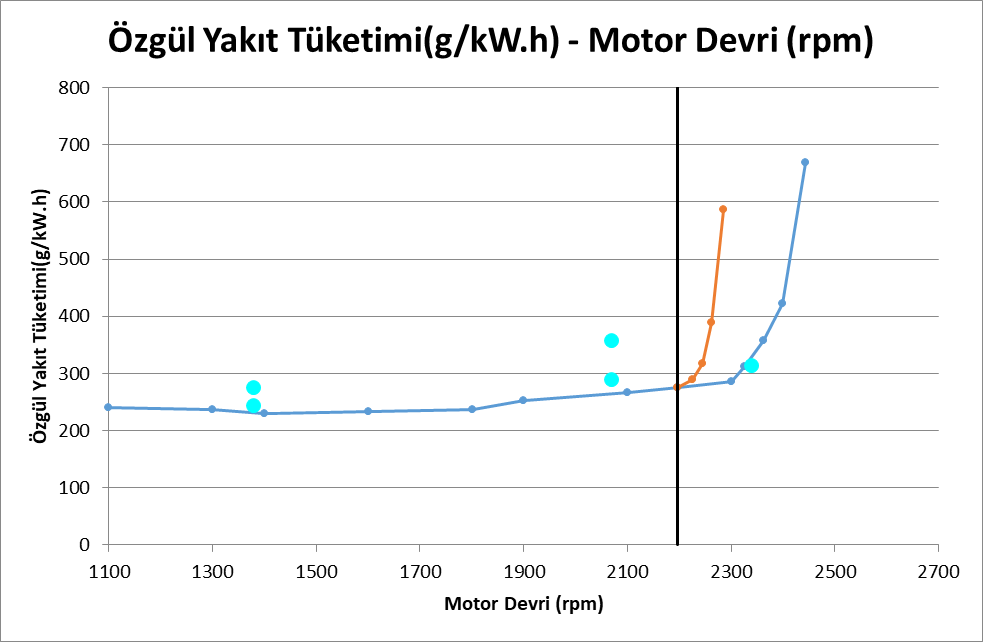 Özgül Yakıt Tüketimi(g/kW.h) - Motor Devri (rpm)
800
700
600
500
400
300
200
100
0
Özgül Yakıt Tüketimi(g/kW.h)
1100 1300 1500 1700 1900 2100 2300 2500 2700
Motor Devri (rpm)